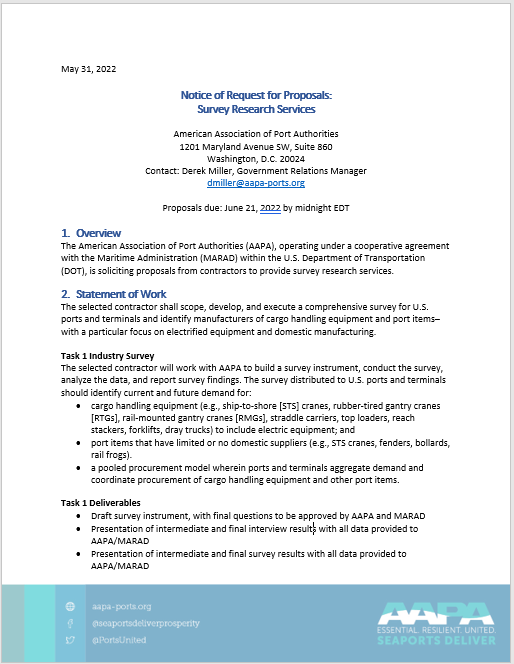 May 31, 2022
Notice of Request for Proposals:
Survey Research Services
American Association of Port Authorities
1201 Maryland Avenue SW, Suite 860
Washington, D.C. 20024
Contact: Derek Miller, Government Relations Manager
dmiller@aapa-ports.org
Proposals due: June 21, 2022 by midnight EDT
1. Overview
The American Association of Port Authorities (AAPA), operating under a cooperative agreement
with the Maritime Administration (MARAD) within the U.S. Department of Transportation
(DOT), is soliciting proposals from contractors to provide survey research services.
2. Statement of Work
The selected contractor shall scope, develop, and execute a comprehensive survey for U.S.
ports and terminals and identify manufacturers of cargo handling equipment and port items–
with a particular focus on electrified equipment and domestic manufacturing.
Task 1 Industry Survey
The selected contractor will work with AAPA to build a survey instrument, conduct the survey,
analyze the data, and report survey findings. The survey distributed to U.S. ports and terminals
should identify current and future demand for:
• cargo handling equipment (e.g., ship-to-shore [STS] cranes, rubber-tired gantry cranes
[RTGs], rail-mounted gantry cranes [RMGs], straddle carriers, top loaders, reach
stackers, forklifts, dray trucks) to include electric equipment; and
• port items that have limited or no domestic suppliers (e.g., STS cranes, fenders, bollards,
rail frogs).
• a pooled procurement model wherein ports and terminals aggregate demand and
coordinate procurement of cargo handling equipment and other port items.
Task 1 Deliverables
• Draft survey instrument, with final questions to be approved by AAPA and MARAD
• Presentation of intermediate and final interview results with all data provided to
AAPA/MARAD
• Presentation of intermediate and final survey results with all data provided to
AAPA/MARAD
aapa-ports.org
@seaportsdeliverprosperity
@PortsUnited
AAPA
ESSENTIAL. RESILIENT. UNITED.
SEAPORTS DELIVER